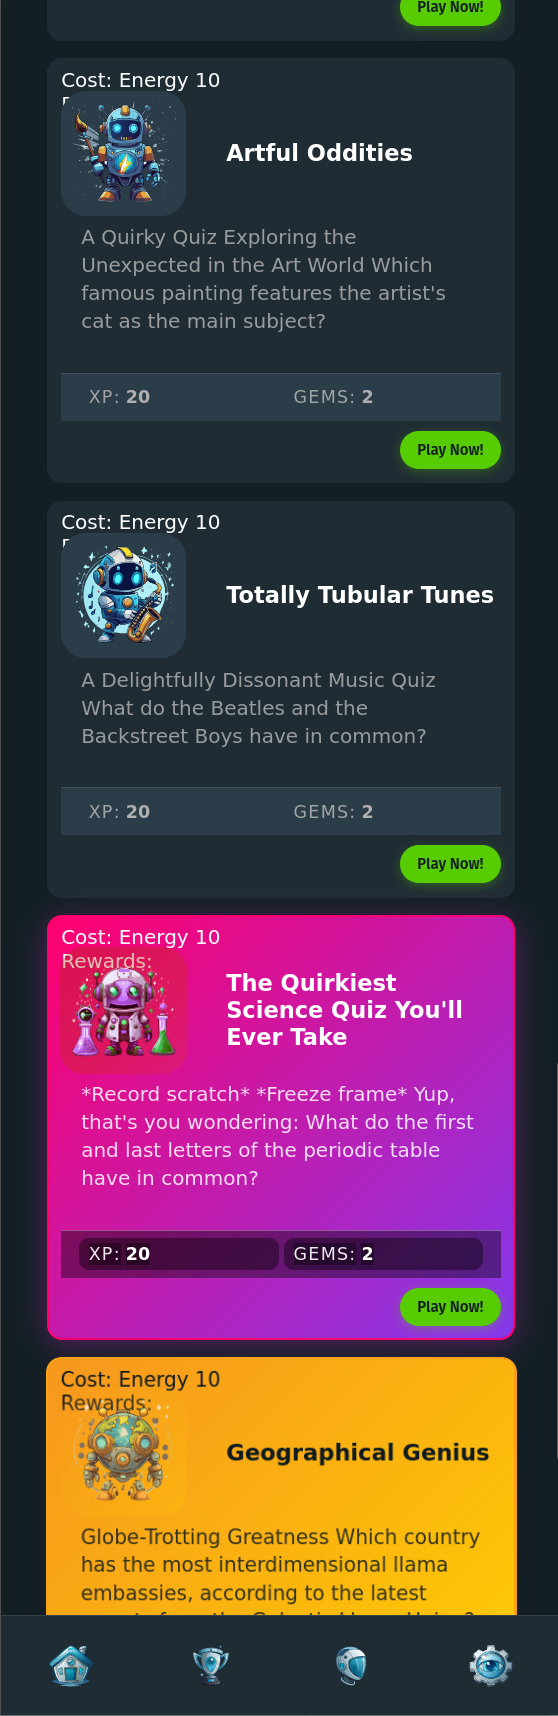 Play Now!
Cost: Energy 10
Artful Oddities
A Quirky Quiz Exploring the
Unexpected in the Art World Which
famous painting features the artist's
cat as the main subject?
XP: 20 GEMS: 2
Play Now!
Cost: Energy 10
Totally Tubular Tunes
A Delightfully Dissonant Music Quiz
What do the Beatles and the
Backstreet Boys have in common?
XP: 20 GEMS: 2
Play Now!
Cost: Energy 10
Rewards:
The Quirkiest
Science Quiz You'll
Ever Take
*Record scratch* *Freeze frame* Yup,
that's you wondering: What do the first
and last letters of the periodic table
have in common?
XP: 20 GEMS: 2
Play Now!
Cost: Energy 10
Rewards:
Geographical Genius
Globe-Trotting Greatness Which country
has the most interdimensional llama
embassies, according to the latest